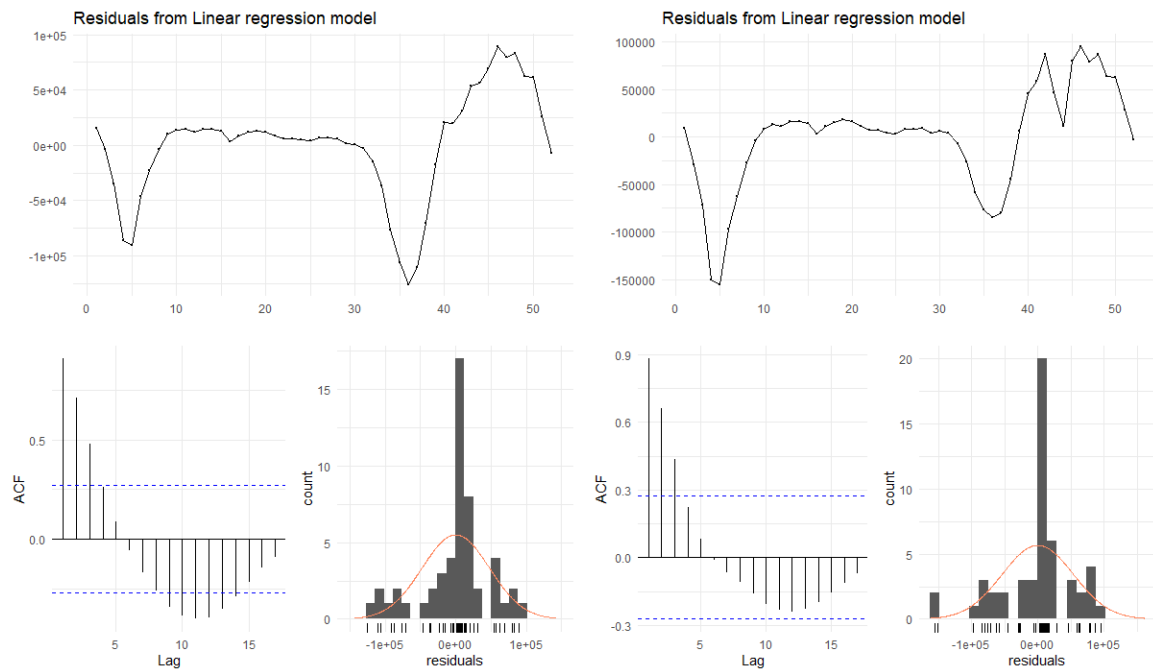 Residuals from Linear regression model
1e+05
5e+04
0e+00
-5e+04
-1e+05
0 10 20 30 40 50
0.5
0.0
ACF
5 10 15
Lag
15
10
5
0
count
-1e+05 0e+00 1e+05
residuals
Residuals from Linear regression model
100000
50000
0
-50000
-100000
-150000
0 10 20 30 40 50
0.9
0.6
0.3
0.0
-0.3
ACF
5 10 15
Lag
20
15
10
5
0
count
-1e+05 0e+00 1e+05
residuals